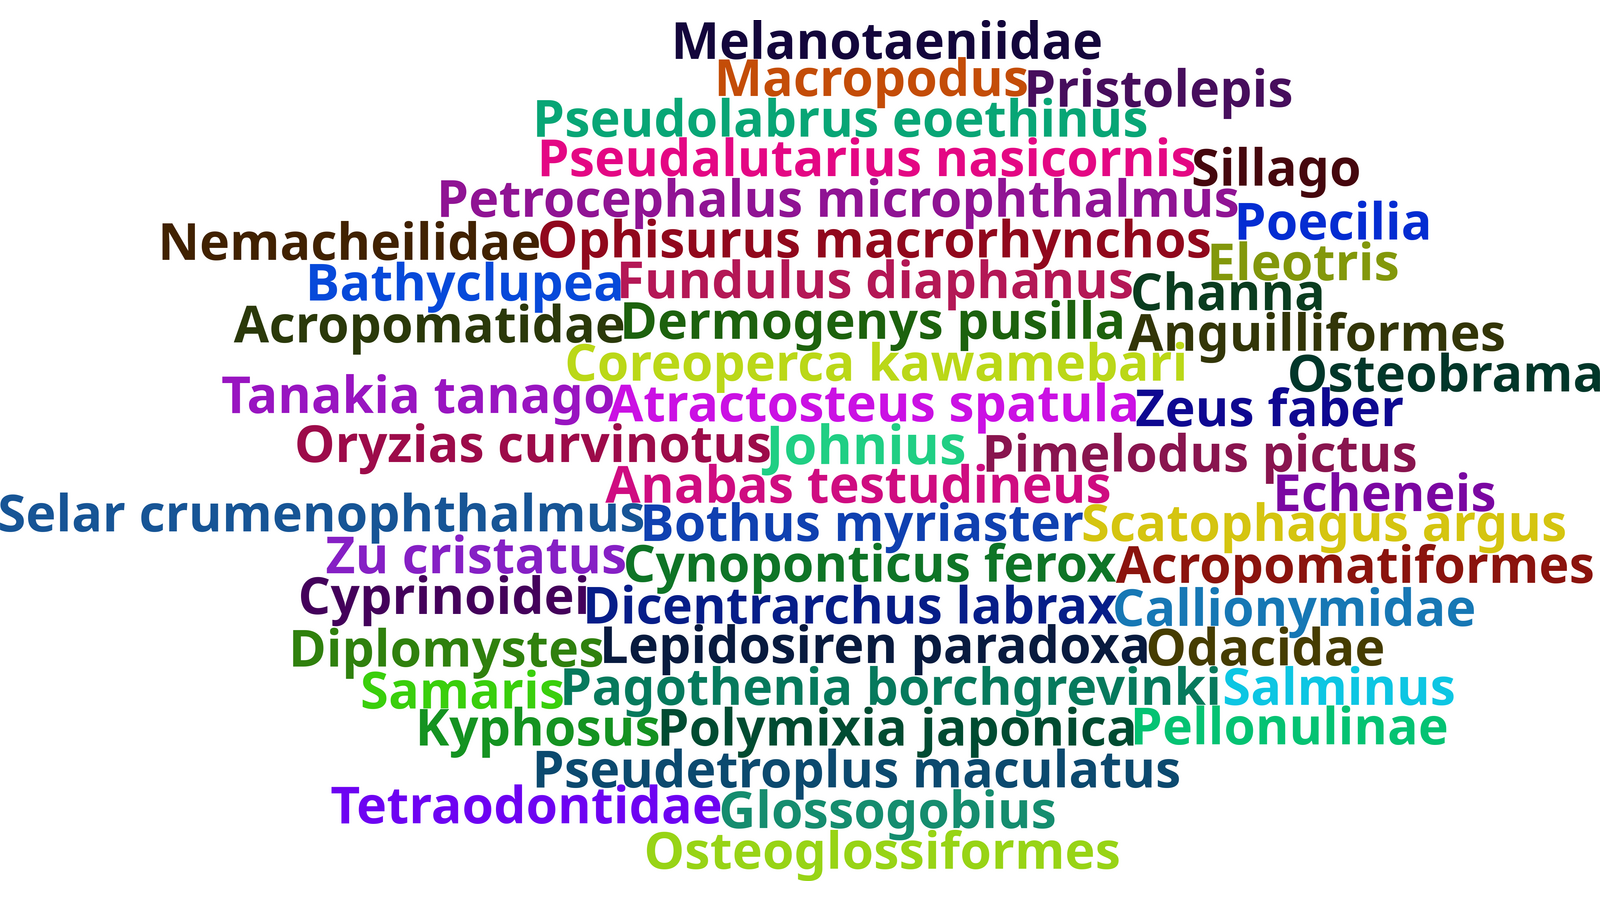 Melanotaeniidae
Macropodus
Pristolepis
Pseudolabrus eoethinus
Pseudalutarius nasicornis
Sillago
Petrocephalus microphthalmus
Poecilia
Nemacheilidae
Ophisurus macrorhynchos
Eleotris
Bathyclupea
Fundulus diaphanus
Channa
Acropomatidae
Dermogenys pusilla
Anguilliformes
Coreoperca kawamebari
Osteobrama
Tanakia tanago
Atractosteus spatula
Zeus faber
Oryzias curvinotus
Johnius
Pimelodus pictus
Anabas testudineus
Echeneis
Selar crumenophthalmus
Bothus myriaster
Scatophagus argus
Zu cristatus
Cynoponticus ferox
Acropomatiformes
Cyprinoidei
Dicentrarchus labrax
Callionymidae
Diplomystes
Lepidosiren paradoxa
Odacidae
Samaris
Pagothenia borchgrevinki
Salminus
Kyphosus
Polymixia japonica
Pellonulinae
Pseudetroplus maculatus
Tetraodontidae
Glossogobius
Osteoglossiformes